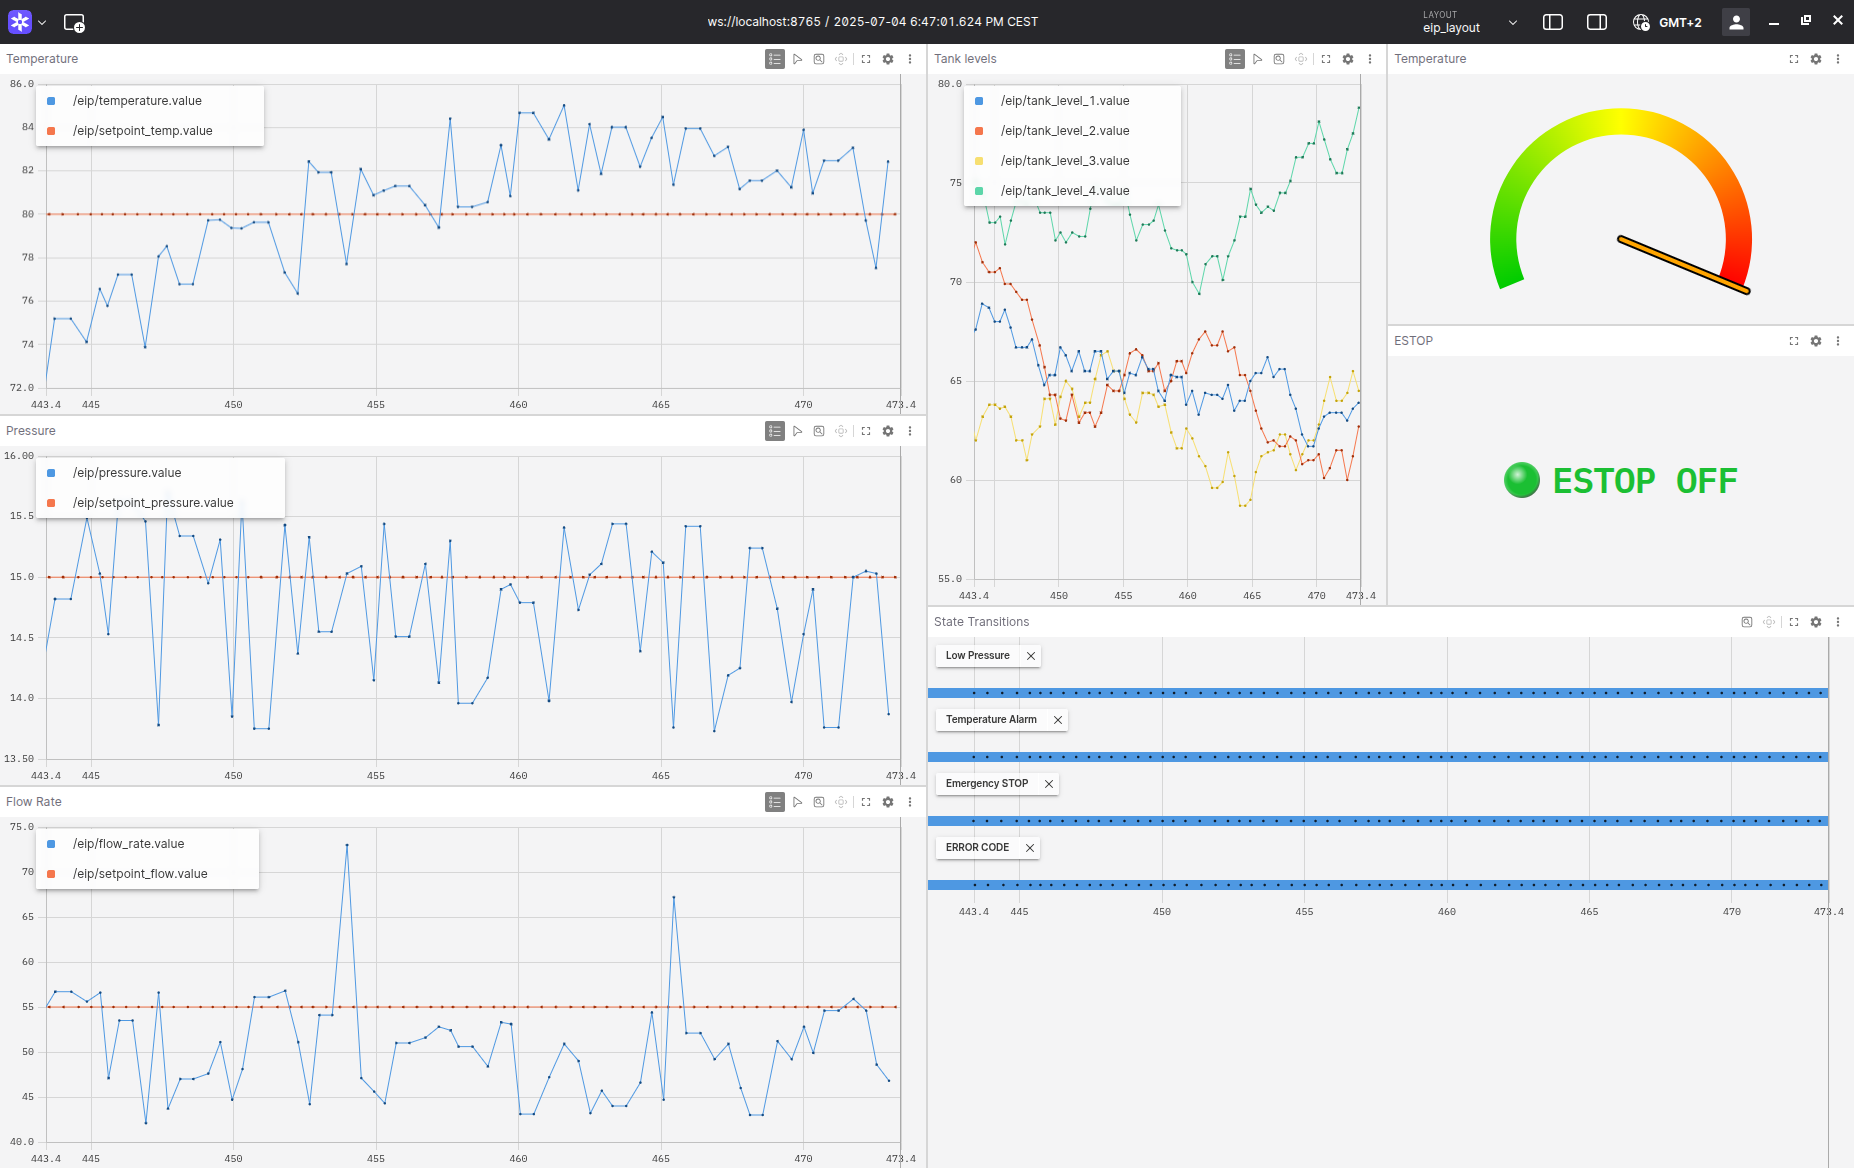 ws://localhost:8765 / 2025-07-04 6:47:01.624 PM CEST
LAYOUT
eip_layout
GMT+2
Temperature
86.0
84
82
80
78
76
74
72.0
/eip/temperature.value
/eip/setpoint_temp.value
443.4 445 450 455 460 465 470 473.4
Pressure
16.00
15.5
15.0
14.5
14.0
13.50
/eip/pressure.value
/eip/setpoint_pressure.value
443.4 445 450 455 460 465 470 473.4
Flow Rate
75.0
70
65
60
55
50
45
40.0
/eip/flow_rate.value
/eip/setpoint_flow.value
443.4 445 450 455 460 465 470 473.4
Tank levels
80.0
75
70
65
60
55.0
/eip/tank_level_1.value
/eip/tank_level_2.value
/eip/tank_level_3.value
/eip/tank_level_4.value
443.4 450 455 460 465 470 473.4
Temperature
ESTOP
ESTOP OFF
State Transitions
Low Pressure
Temperature Alarm
Emergency STOP
ERROR CODE
443.4 445 450 455 460 465 470 473.4